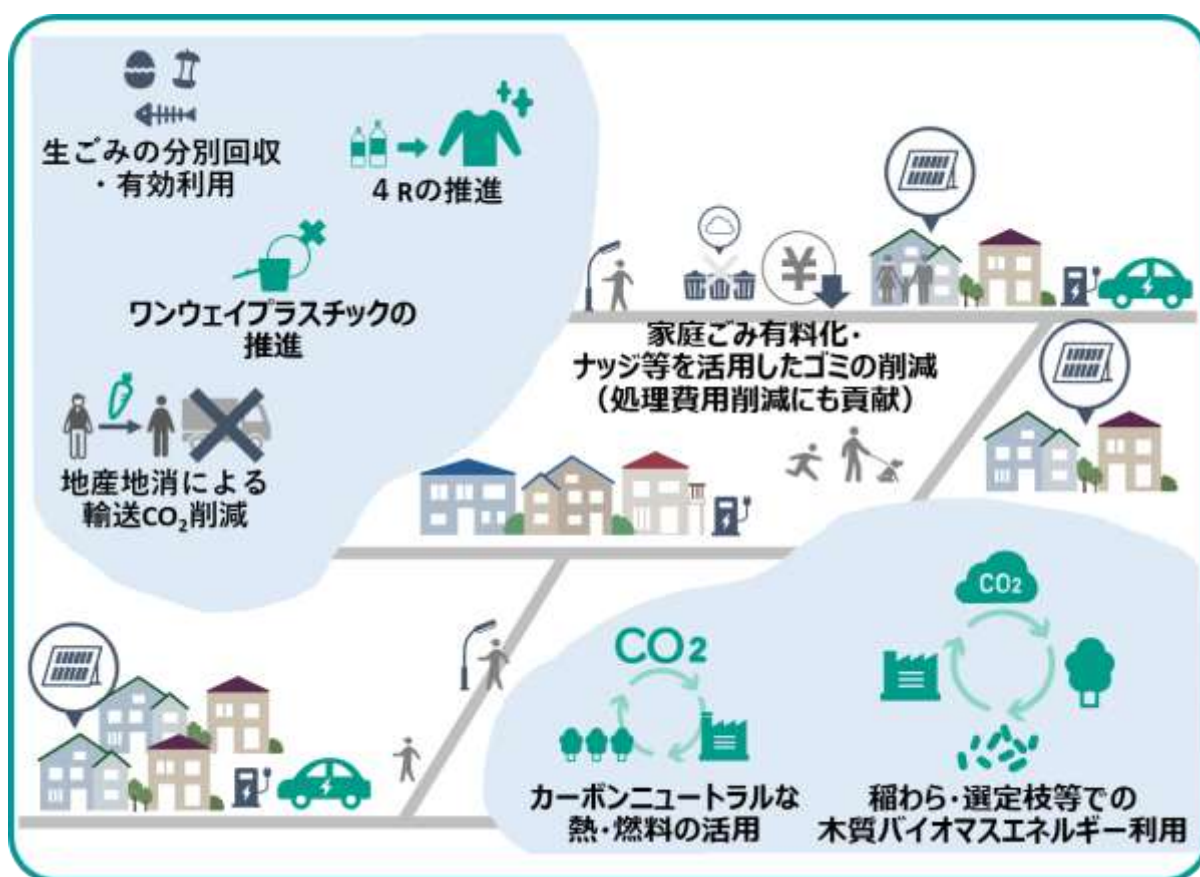 生ごみの分別回収
・有効利用
４Rの推進
ワンウェイプラスチックの
推進
地産地消による
輸送CO₂削減
¥
家庭ごみ有料化・
ナッジ等を活用したゴミの削減
（処理費用削減にも貢献）
CO2
カーボンニュートラルな
熱・燃料の活用
CO2
稲わら・選定枝等での
木質バイオマスエネルギー利用